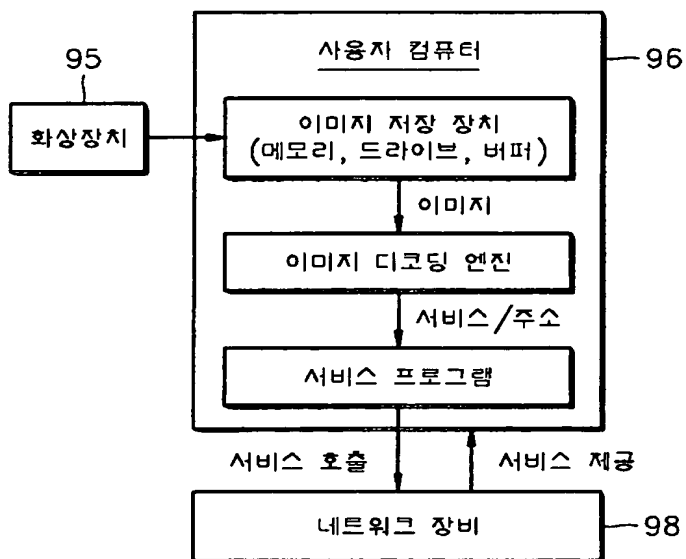 95
사용자 컴퓨터
96
화상장치
이미지 저장 장치
(메모리, 드라이브, 버퍼)
이미지
이미지 디코딩 엔진
서비스/주소
서비스 프로그램
서비스 호출
서비스 제공
네트워크 장비
98